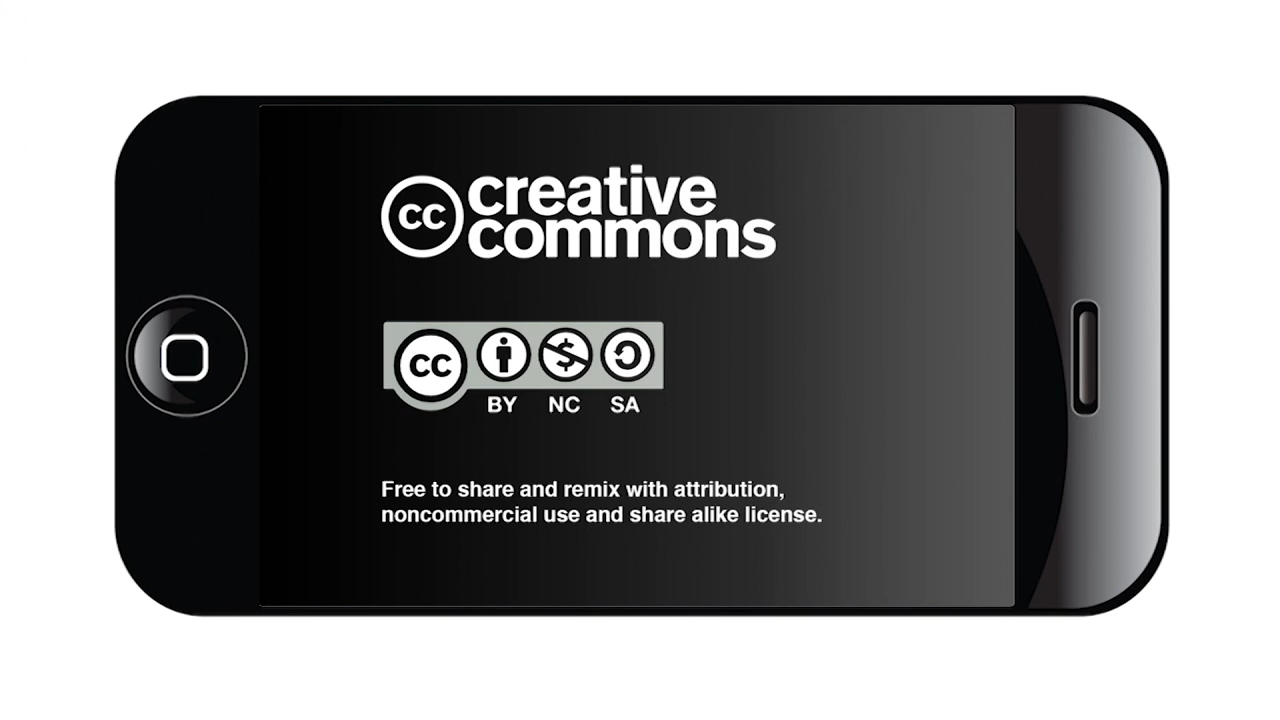 cc creative
commons
cc
BY NC SA
Free to share and remix with attribution,
noncommercial use and share alike license.